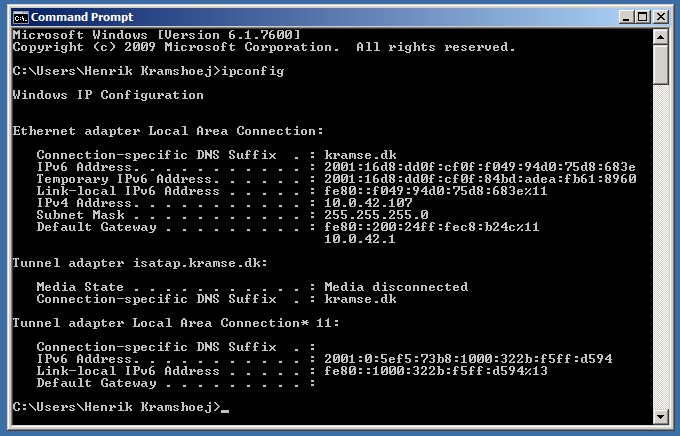 Command Prompt
Microsoft Windows [Version 6.1.7600]
Copyright (c) 2009 Microsoft Corporation.  All rights reserved.
C:\Users\Henrik Kramshoej>ipconfig
Windows IP Configuration
Ethernet adapter Local Area Connection:
   Connection-specific DNS Suffix  . : kramse.dk
   IPv6 Address. . . . . . . . . . . : 2001:16d8:dd0f:cf0f:f049:94d0:75d8:683e
   Temporary IPv6 Address. . . . . . : 2001:16d8:dd0f:cf0f:84bd:adea:fb61:8960
   Link-local IPv6 Address . . . . . : fe80::f049:94d0:75d8:683e%11
   IPv4 Address. . . . . . . . . . . : 10.0.42.107
   Subnet Mask . . . . . . . . . . . : 255.255.255.0
   Default Gateway . . . . . . . . . : fe80::200:24ff:fec8:b24c%11
                                       10.0.42.1
Tunnel adapter isatap.kramse.dk:
   Media State . . . . . . . . . . . : Media disconnected
   Connection-specific DNS Suffix  . : kramse.dk
Tunnel adapter Local Area Connection* 11:
   Connection-specific DNS Suffix  . :
   IPv6 Address. . . . . . . . . . . : 2001:0:5ef5:73b8:1000:322b:f5ff:d594
   Link-local IPv6 Address . . . . . : fe80::1000:322b:f5ff:d594%13
   Default Gateway . . . . . . . . . :
C:\Users\Henrik Kramshoej>_